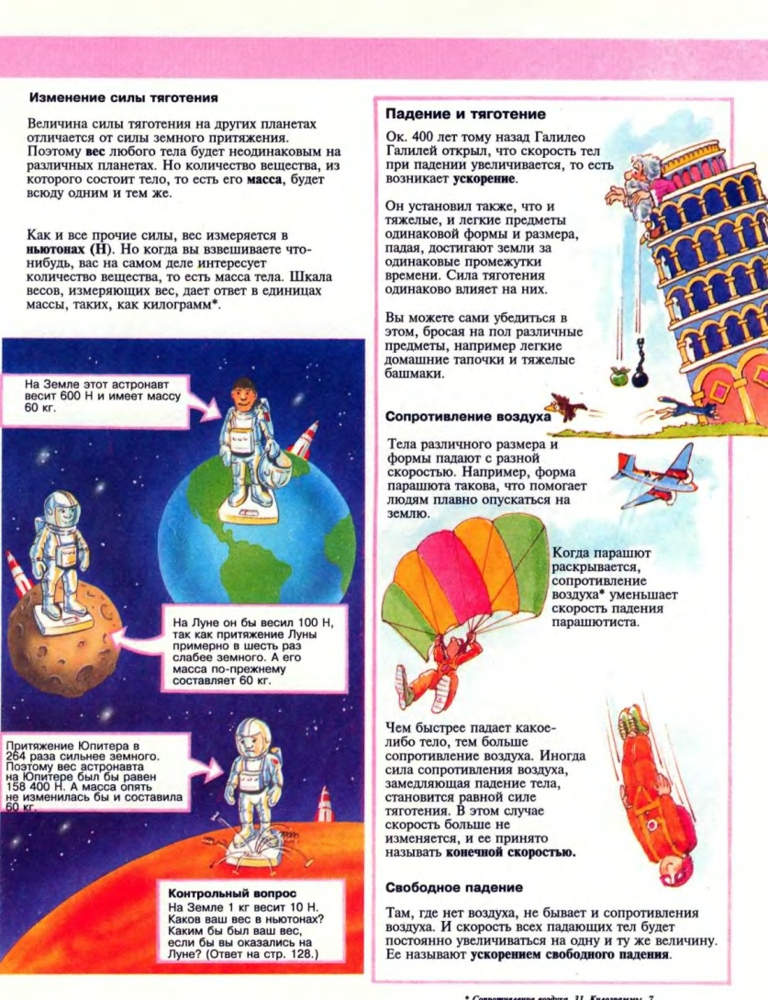 Изменение силы тяготения
Величина силы тяготения на других планетах
отличается от силы земного притяжения.
Поэтому вес любого тела будет неодинаковым на
различных планетах. Но количество вещества, из
которого состоит тело, то есть его масса, будет
всюду одним и тем же.
Как и все прочие силы, вес измеряется в
ньютонах (Н). Но когда вы взвешиваете что-
нибудь, вас на самом деле интересует
количество вещества, то есть масса тела. Шкала
весов, измеряющих вес, дает ответ в единицах
массы, таких, как килограмм*.
На Земле этот астронавт
весит 600 Н и имеет массу
60 кг.
На Луне он бы весил 100 Н,
так как притяжение Луны
примерно в шесть раз
слабее земного. А его
масса по-прежнему
составляет 60 кг.
Притяжение Юпитера в
264 раза сильнее земного.
Поэтому вес астронавта
на Юпитере был бы равен
158 400 Н. А масса опять
не изменилась бы и составила
60 кг.
Контрольный вопрос
На Земле 1 кг весит 10 Н.
Каков ваш вес в ньютонах?
Каким бы был ваш вес,
если бы вы оказались на
Луне? (Ответ на стр. 128.)
Падение и тяготение
Ок. 400 лет тому назад Галилео
Галилей открыл, что скорость тел
при падении увеличивается, то есть
возникает ускорение.
Он установил также, что и
тяжелые, и легкие предметы
одинаковой формы и размера,
падая, достигают земли за
одинаковые промежутки
времени. Сила тяготения
одинаково влияет на них.
Вы можете сами убедиться в
этом, бросая на пол различные
предметы, например легкие
домашние тапочки и тяжелые
башмаки.
Сопротивление воздуха
Тела различного размера и
формы падают с разной
скоростью. Например, форма
парашюта такова, что помогает
людям плавно опускаться на
землю.
Когда парашют
раскрывается,
сопротивление
воздуха* уменьшает
скорость падения
парашютиста.
Чем быстрее падает какое-
либо тело, тем больше
сопротивление воздуха. Иногда
сила сопротивления воздуха,
замедляющая падение тела,
становится равной силе
тяготения. В этом случае
скорость больше не
изменяется, и ее принято
называть конечной скоростью.
Свободное падение
Там, где нет воздуха, не бывает и сопротивления
воздуха. И скорость всех падающих тел будет
постоянно увеличиваться на одну и ту же величину.
Ее называют ускорением свободного падения.
* Сопротивление воздуха, 31, Килограммы, 7